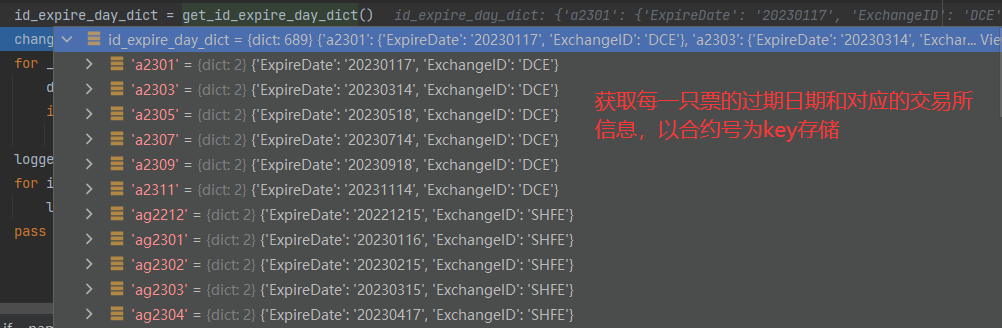 id_expire_day_dict = get_id_expire_day_dict() id_expire_day_dict: {'a2301': {'ExpireDate': '20230117', 'ExchangeID': 'DCE'
chang
id_expire_day_dict = {dict: 689} {'a2301': {'ExpireDate': '20230117', 'ExchangeID': 'DCE'}, 'a2303': {'ExpireDate': '20230314', 'Exchar... View
for _
'a2301' = {dict: 2} {'ExpireDate': '20230117', 'ExchangeID': 'DCE'}
d
'a2303' = {dict: 2} {'ExpireDate': '20230314', 'ExchangeID': 'DCE'}
i
'a2305' = {dict: 2} {'ExpireDate': '20230518', 'ExchangeID': 'DCE'}
'a2307' = {dict: 2} {'ExpireDate': '20230714', 'ExchangeID': 'DCE'}
logge
'a2309' = {dict: 2} {'ExpireDate': '20230918', 'ExchangeID': 'DCE'}
for i
'a2311' = {dict: 2} {'ExpireDate': '20231114', 'ExchangeID': 'DCE'}
l
'ag2212' = {dict: 2} {'ExpireDate': '20221215', 'ExchangeID': 'SHFE'}
pass
'ag2301' = {dict: 2} {'ExpireDate': '20230116', 'ExchangeID': 'SHFE'}
'ag2302' = {dict: 2} {'ExpireDate': '20230215', 'ExchangeID': 'SHFE'}
'ag2303' = {dict: 2} {'ExpireDate': '20230315', 'ExchangeID': 'SHFE'}
'ag2304' = {dict: 2} {'ExpireDate': '20230417', 'ExchangeID': 'SHFE'}
获取每一只票的过期日期和对应的交易所
信息，以合约号为key存储